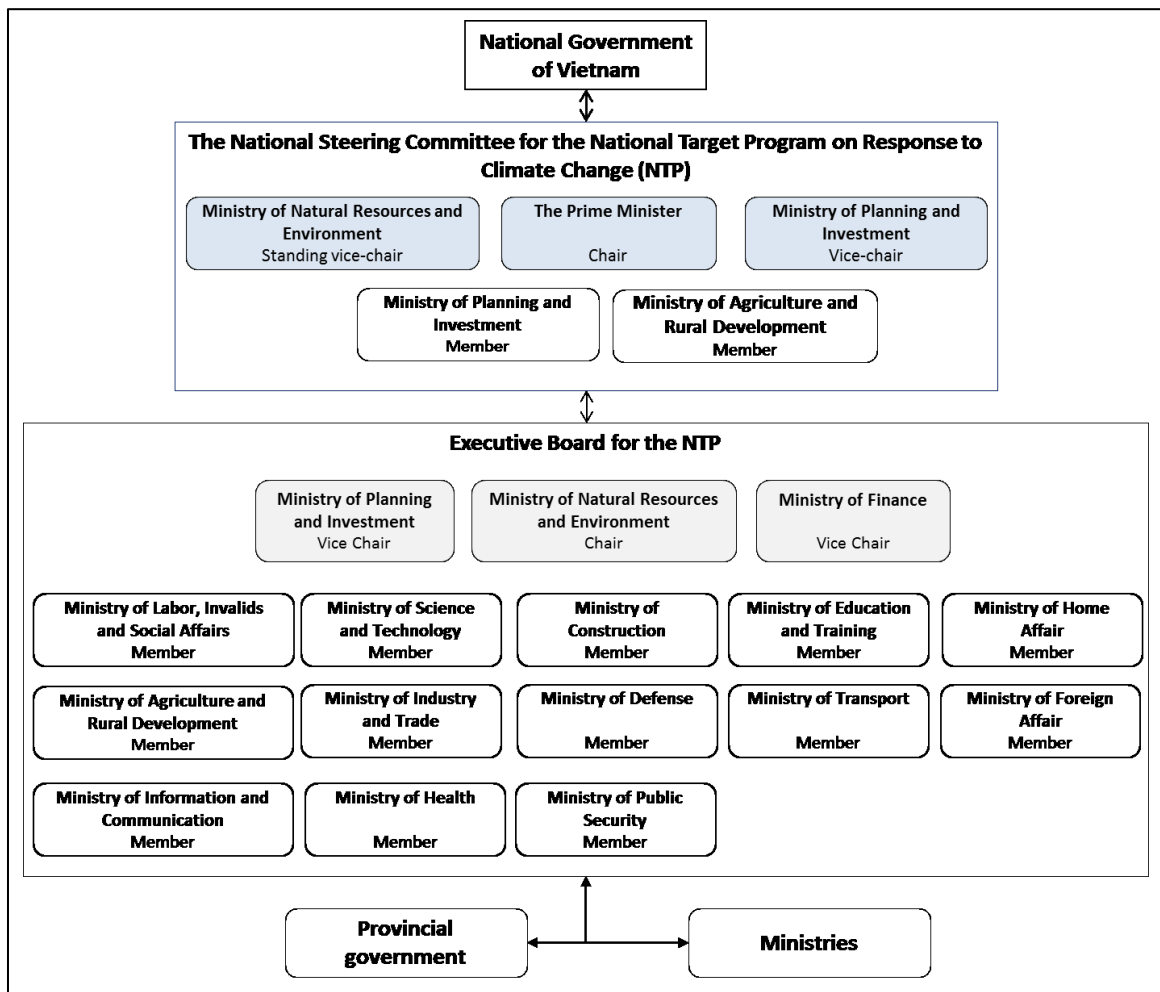 National Government
of Vietnam
The National Steering Committee for the National Target Program on Response to
Climate Change (NTP)
Ministry of Natural Resources and
Environment
Standing vice-chair
The Prime Minister
Chair
Ministry of Planning and
Investment
Vice-chair
Ministry of Planning and
Investment
Member
Ministry of Agriculture and
Rural Development
Member
Executive Board for the NTP
Ministry of Planning
and Investment
Vice Chair
Ministry of Natural Resources
and Environment
Chair
Ministry of Finance
Vice Chair
Ministry of Labor, Invalids
and Social Affairs
Member
Ministry of Science
and Technology
Member
Ministry of
Construction
Member
Ministry of Education
and Training
Member
Ministry of Home
Affair
Member
Ministry of Agriculture and
Rural Development
Member
Ministry of Industry
and Trade
Member
Ministry of Defense
Member
Ministry of Transport
Member
Ministry of Foreign
Affair
Member
Ministry of Information and
Communication
Member
Ministry of Health
Member
Ministry of Public
Security
Member
Provincial
government
Ministries